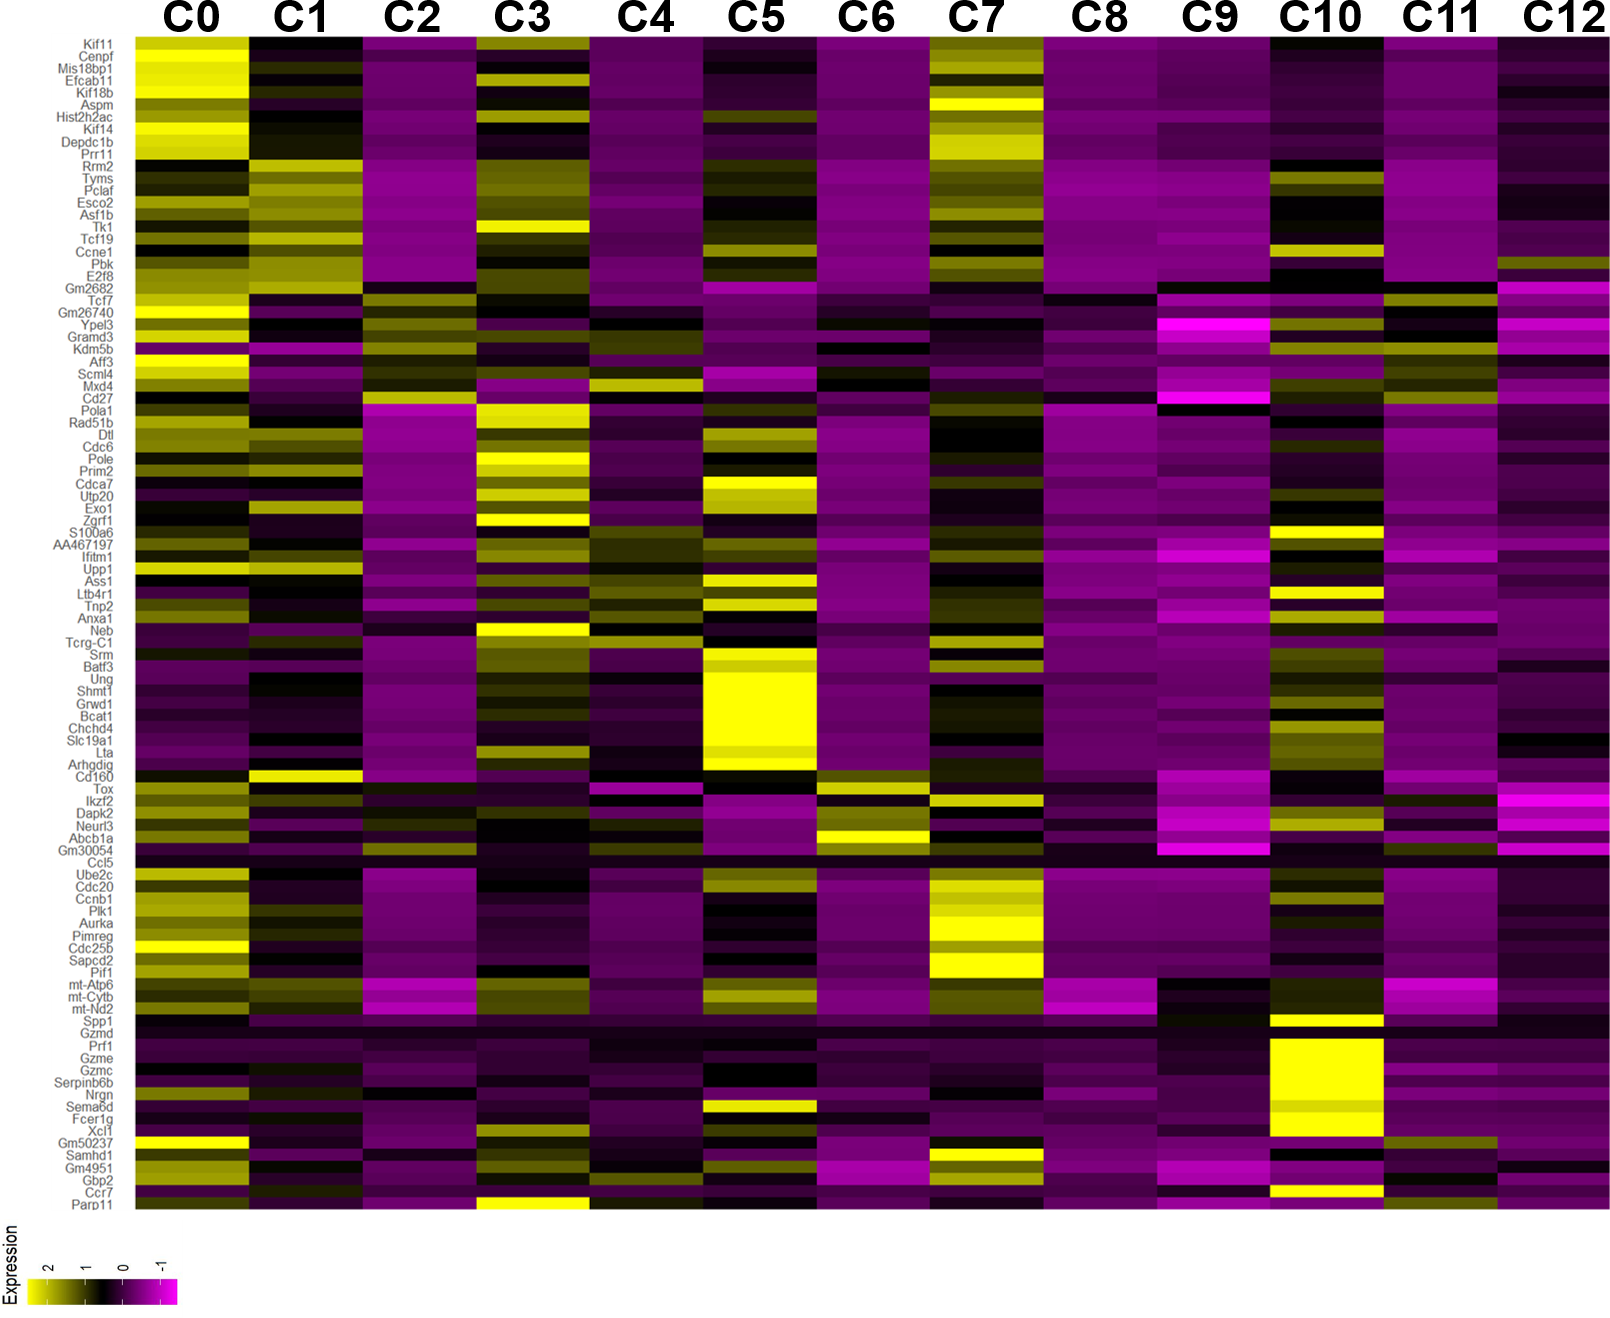 C0 C1 C2 C3 C4 C5 C6 C7 C8 C9 C10 C11 C12
Kif11
Cenpf
Mis18bp1
Efcab11
Kif18b
Aspm
Hist2h2ac
Kif14
Depdc1b
Prr11
Rrm2
Tyms
Pclaf
Esco2
Asf1b
Tk1
Tcf19
Ccne1
Pbk
E2f8
Gm2682
Tcf7
Gm26740
Ypel3
Gramd3
Kdm5b
Aff3
Scml4
Mxd4
Cd27
Pola1
Rad51b
Dtl
Cdc6
Pole
Prim2
Cdca7
Utp20
Exo1
Zgrf1
S100a6
AA467197
Ifitm1
Upp1
Ass1
Ltb4r1
Tnp2
Anxa1
Neb
Tcrg-C1
Srm
Batf3
Ung
Shmt1
Grwd1
Bcat1
Chchd4
Slc19a1
Lta
Arhgdig
Cd160
Tox
Ikzf2
Dapk2
Neurl3
Abcb1a
Gm30054
Ccl5
Ube2c
Cdc20
Ccnb1
Plk1
Aurka
Pimreg
Cdc25b
Sapcd2
Pif1
mt-Atp6
mt-Cytb
mt-Nd2
Spp1
Gzmd
Prf1
Gzme
Gzmc
Serpinb6b
Nrgn
Sema6d
Fcer1g
Xcl1
Gm50237
Samhd1
Gm4951
Gbp2
Ccr7
Parp11
Expression
2 1 0 -1